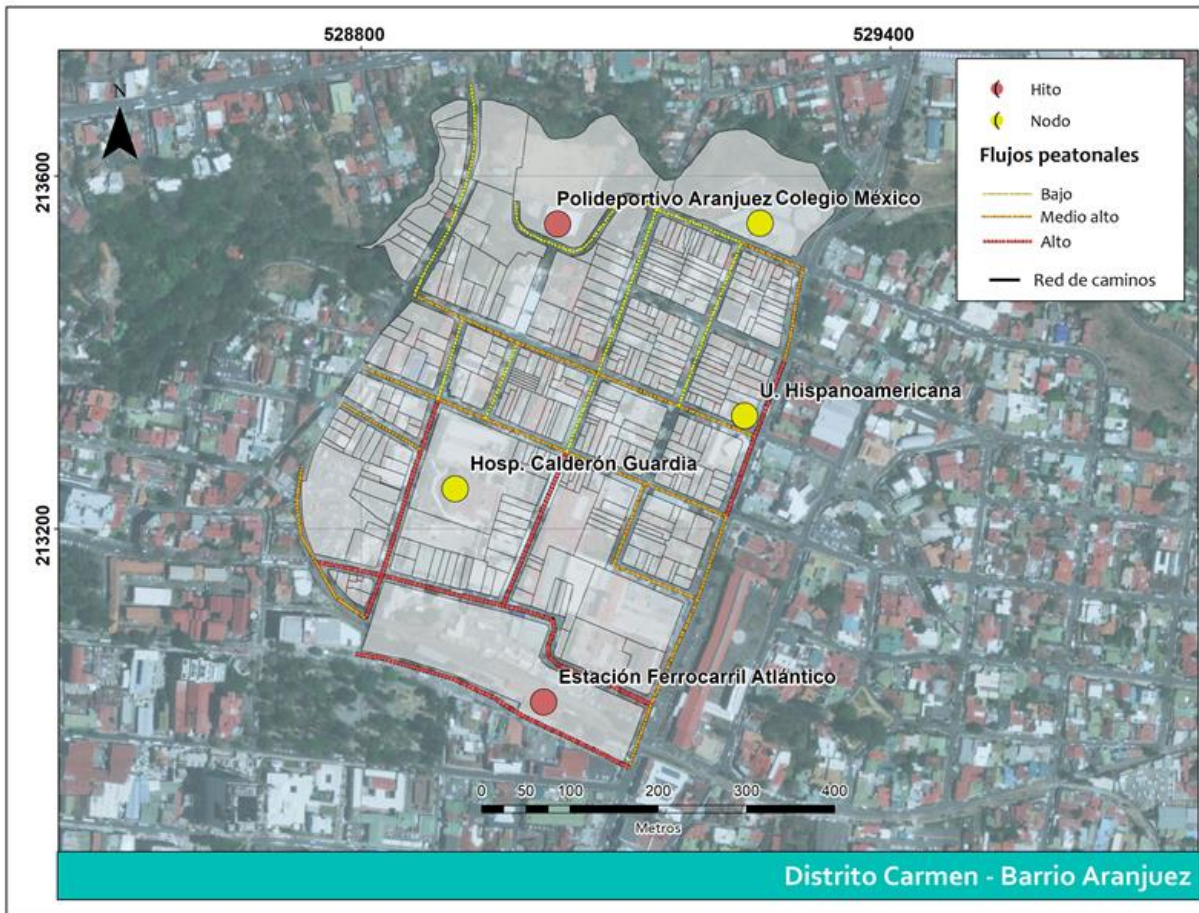 528800
529400
N
Hito
Nodo
Flujos peatonales
Bajo
Medio alto
Alto
Red de caminos
213600
213200
Polideportivo Aranjuez
Colegio México
U. Hispanoamericana
Hosp. Calderón Guardia
Estación Ferrocarril Atlántico
0 50 100 200 300 400
Metros
Distrito Carmen - Barrio Aranjuez